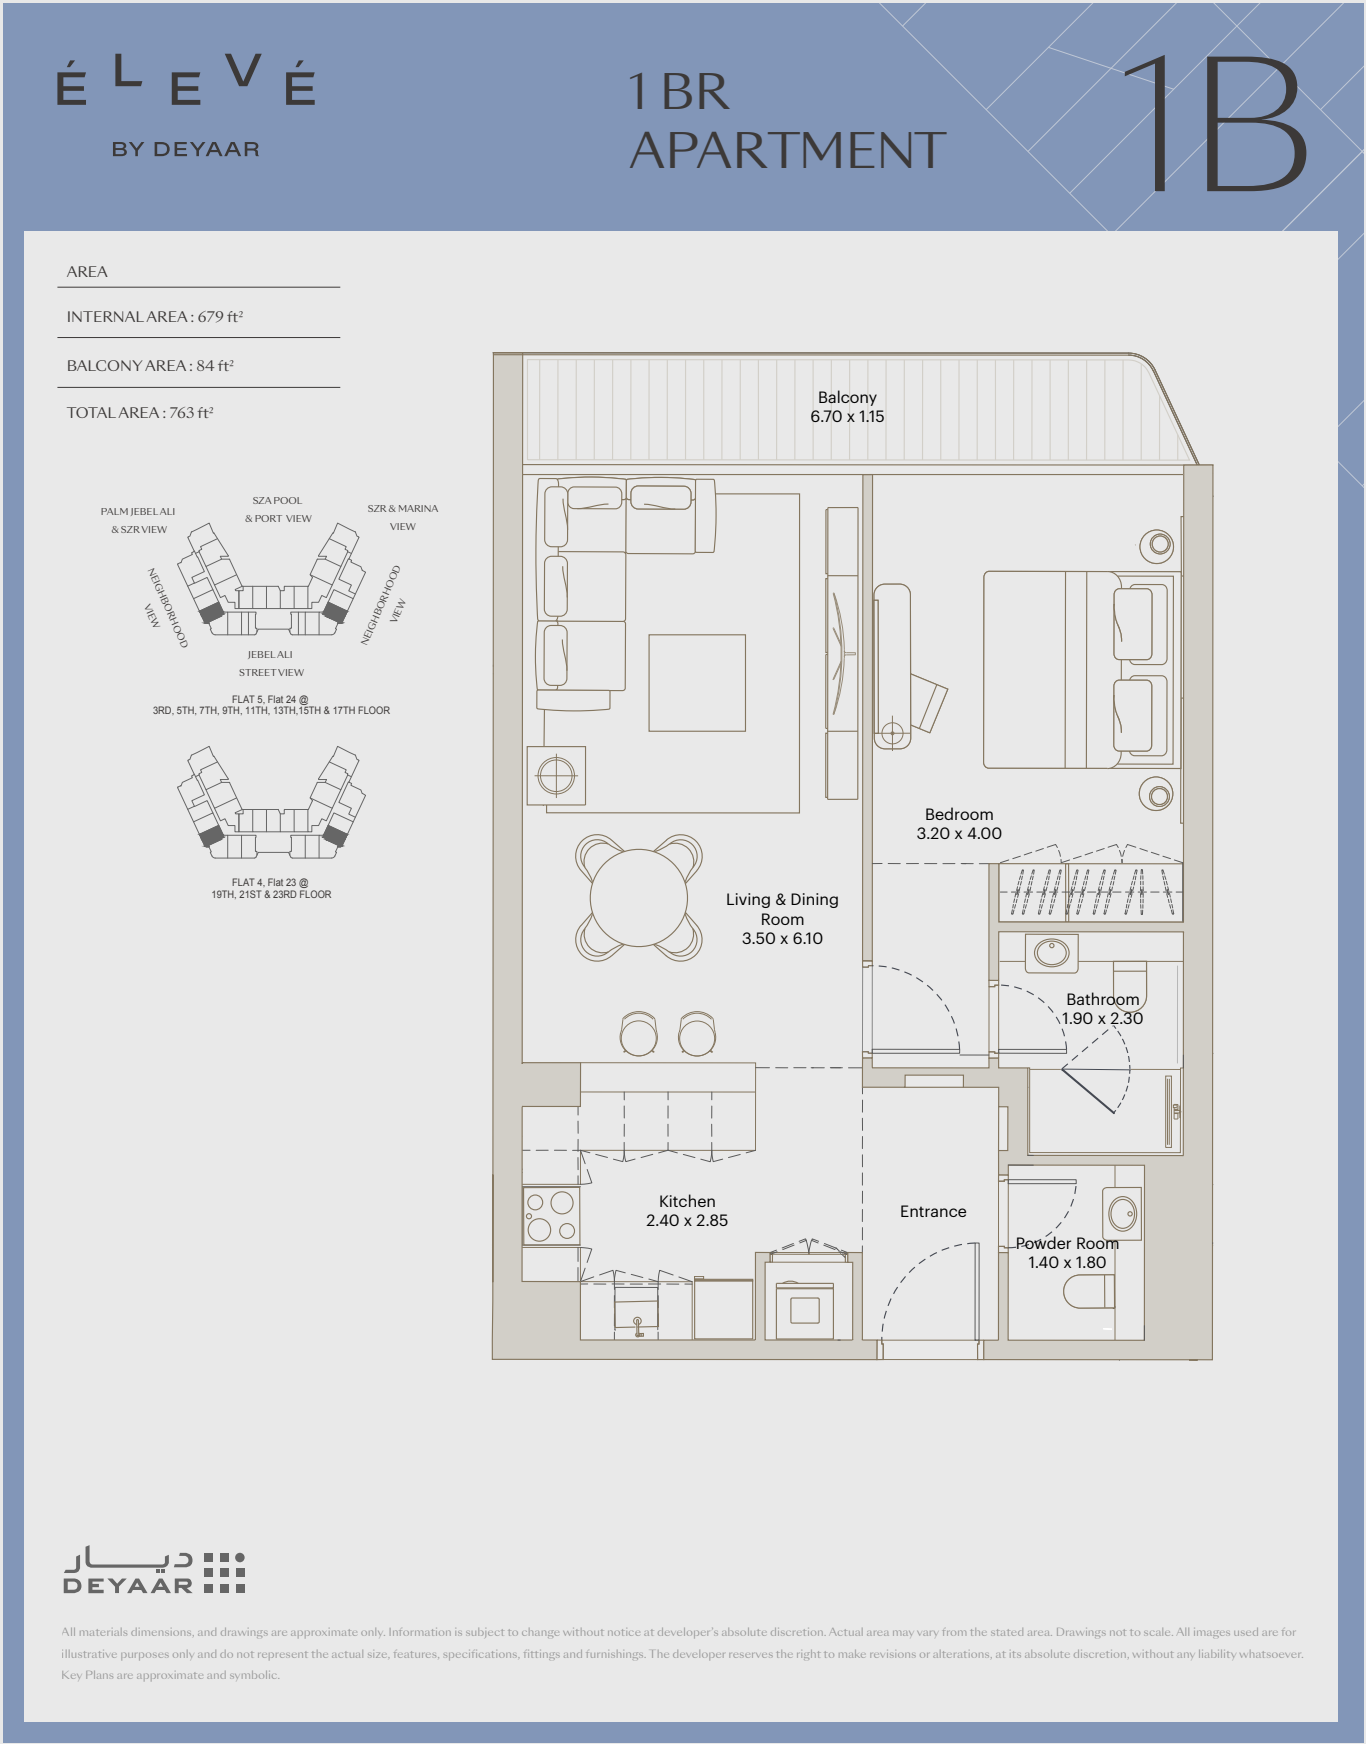 ÉLEVÉ
BY DEYAAR
1 BR
APARTMENT
1B
AREA
INTERNAL AREA : 679 ft²
BALCONY AREA : 84 ft²
TOTAL AREA : 763 ft²
PALM JEBEL ALI
& SZR VIEW
SZA POOL
& PORT VIEW
SZR & MARINA
VIEW
NEIGHBORHOOD
VIEW
NEIGHBORHOOD
VIEW
JEBEL ALI
STREET VIEW
FLAT 5, Flat 24 @
3RD, 5TH, 7TH, 9TH, 11TH, 13TH,15TH & 17TH FLOOR
FLAT 4, Flat 23 @
19TH, 21ST & 23RD FLOOR
Balcony
6.70 x 1.15
Bedroom
3.20 x 4.00
Living & Dining
Room
3.50 x 6.10
Bathroom
1.90 x 2.30
Kitchen
2.40 x 2.85
Entrance
Powder Room
1.40 x 1.80
ديار
DEYAAR
All materials dimensions, and drawings are approximate only. Information is subject to change without notice at developer's absolute discretion. Actual area may vary from the stated area. Drawings not to scale. All images used are for
illustrative purposes only and do not represent the actual size, features, specifications, fittings and furnishings. The developer reserves the right to make revisions or alterations, at its absolute discretion, without any liability whatsoever.
Key Plans are approximate and symbolic.